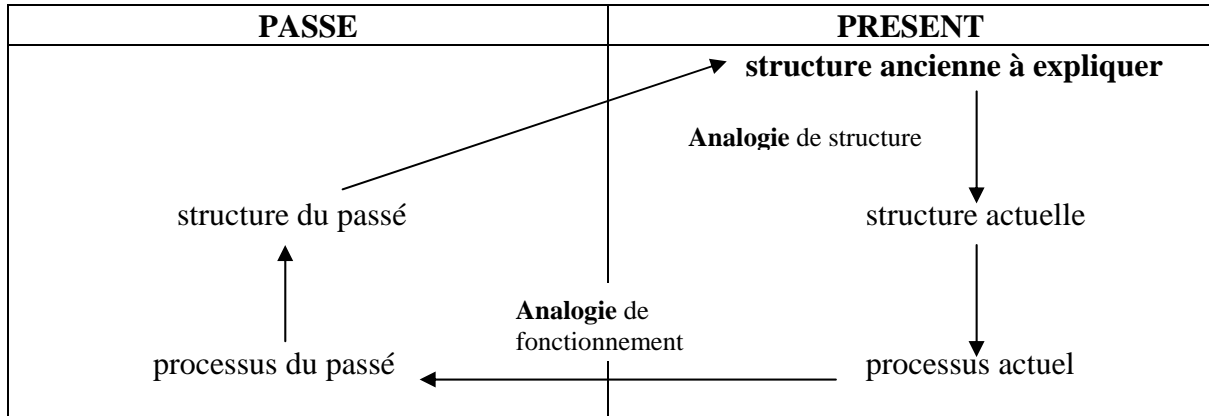 PASSE
PRESENT
structure ancienne à expliquer
Analogie de structure
structure du passé
structure actuelle
Analogie de
fonctionnement
processus du passé
processus actuel